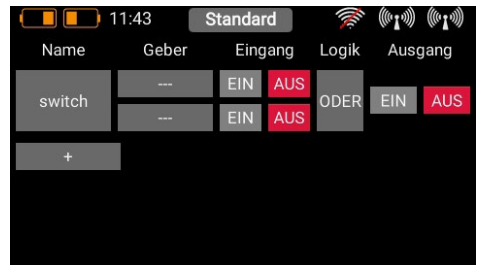 11:43 Standard
Name Geber Eingang Logik Ausgang
switch --- EIN AUS ODER EIN AUS
--- EIN AUS
+